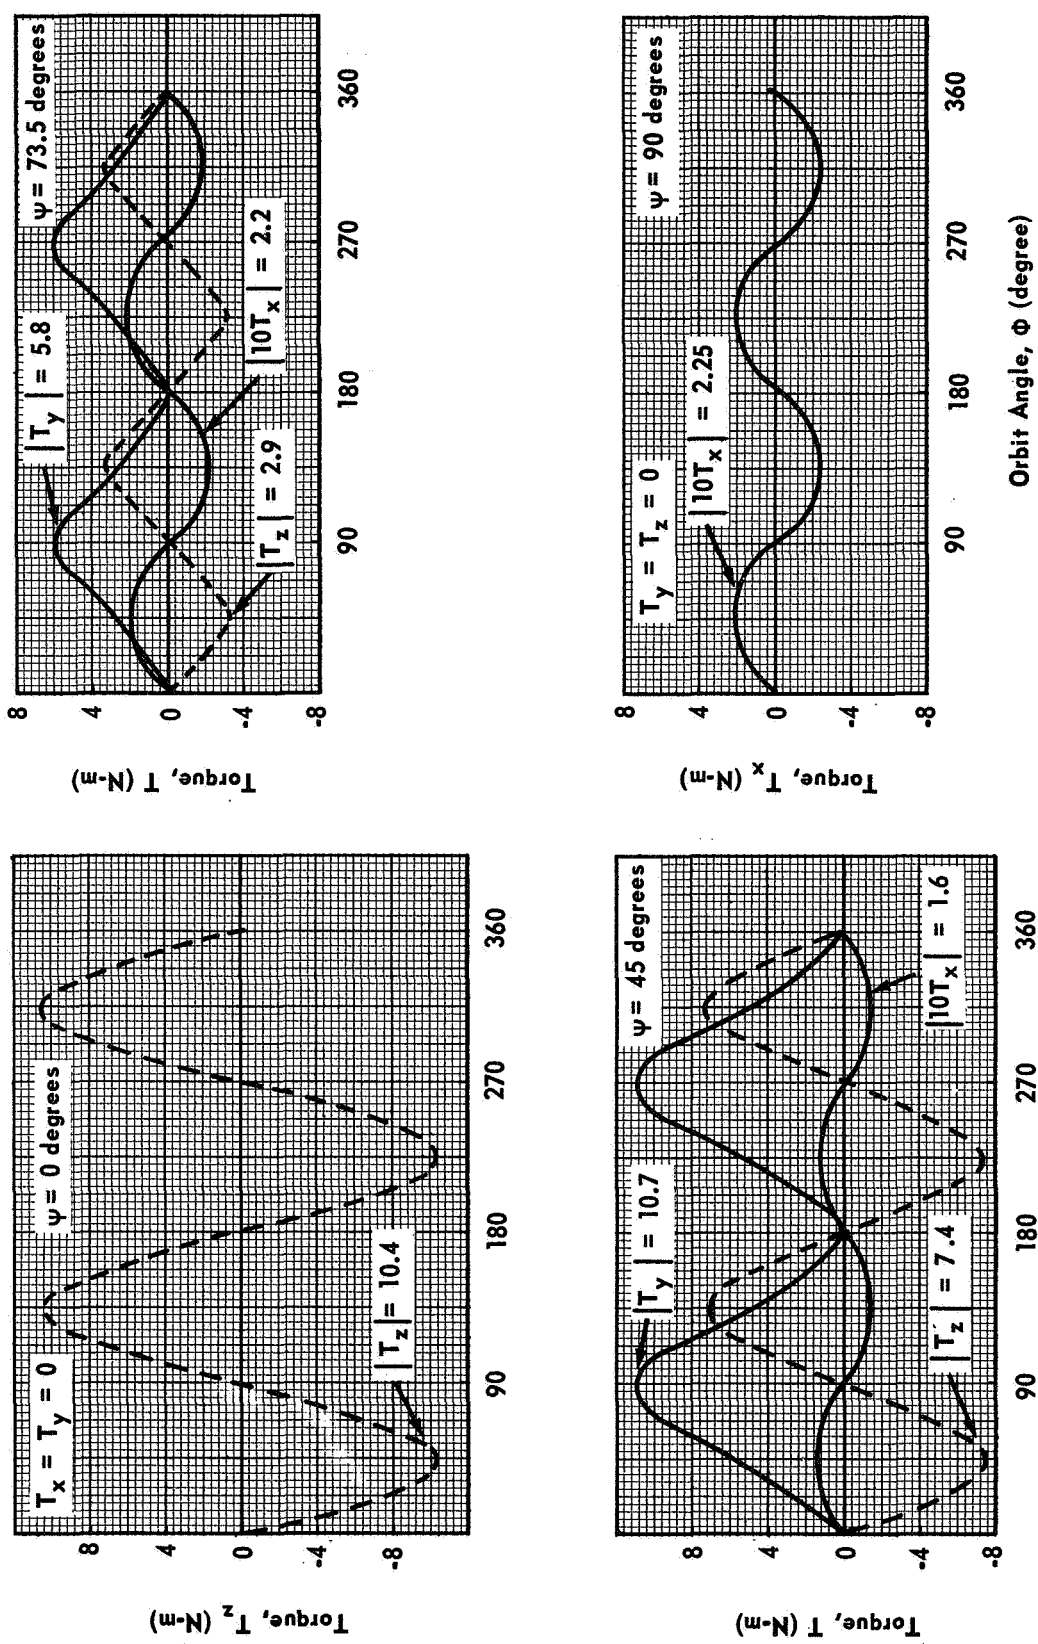 ψ = 0 degrees
T_x = T_y = 0
|T_z| = 10.4
8
4
0
-4
-8
90
180
270
360
Torque, T_z (N-m)
ψ = 73.5 degrees
|T_y| = 5.8
|10T_x| = 2.2
|T_z| = 2.9
8
4
0
-4
-8
90
180
270
360
Torque, T (N-m)
ψ = 45 degrees
|T_y| = 10.7
|10T_x| = 1.6
|T_z| = 7.4
8
4
0
-4
-8
90
180
270
360
Torque, T (N-m)
ψ = 90 degrees
T_y = T_z = 0
|10T_x| = 2.25
8
4
0
-4
-8
90
180
270
360
Torque, T_x (N-m)
Orbit Angle, Φ (degree)